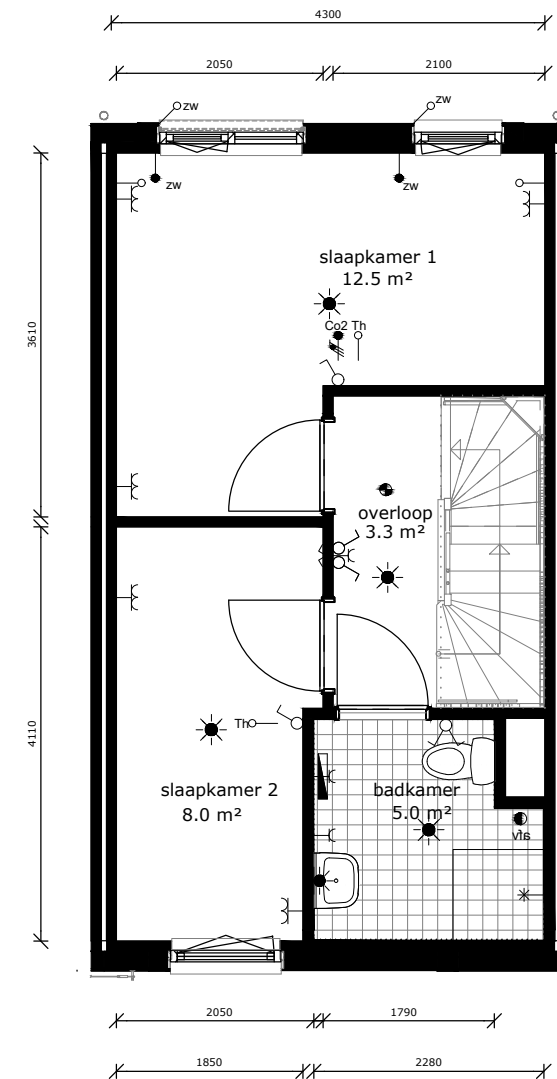 4300
2050
2100
zw
zw
zw
zw
slaapkamer 1
12.5 m²
Co2 Th
3610
overloop
3.3 m²
Th
4110
slaapkamer 2
8.0 m²
badkamer
5.0 m²
afv
2050
1790
1850
2280